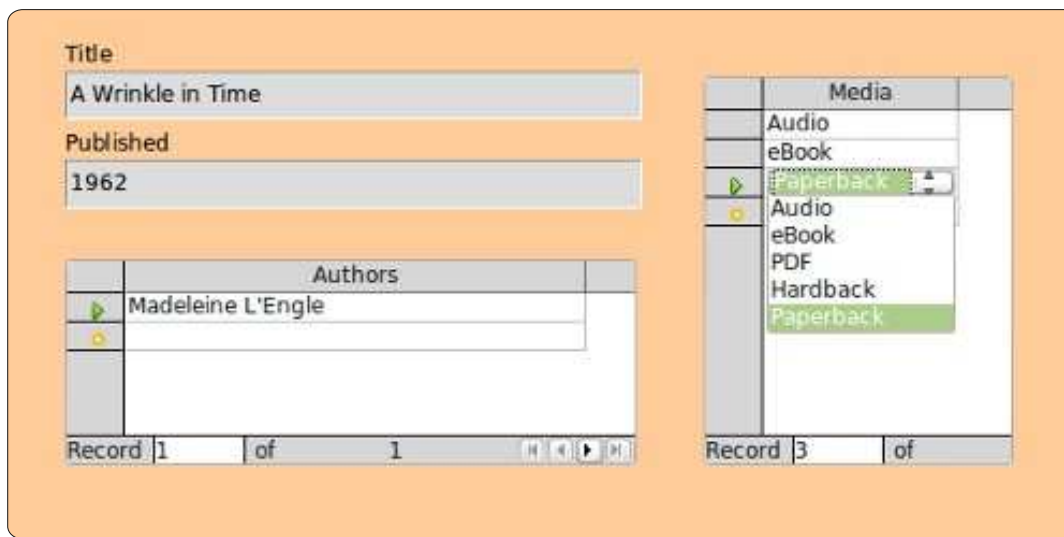 Title
A Wrinkle in Time
Published
1962
Authors
Madeleine L'Engle
Record 1 of 1
Media
Audio
eBook
Paperback
Audio
eBook
PDF
Hardback
Paperback
Record 3 of